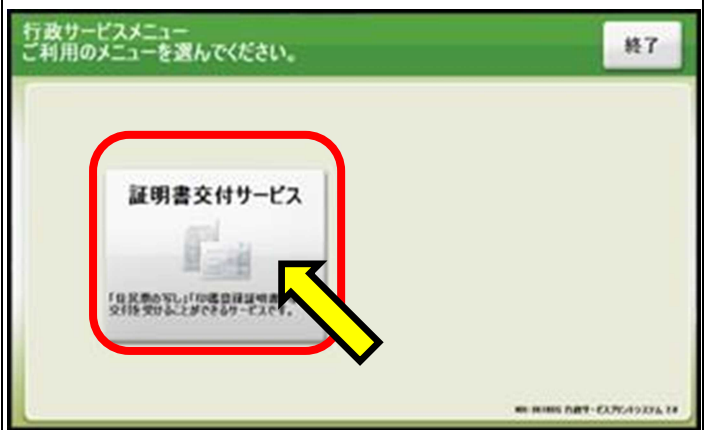 行政サービスメニュー
ご利用のメニューを選んでください。
終了
証明書交付サービス
「住民票の写し」「印鑑登録証明書
交付を受けることができるサービスです。